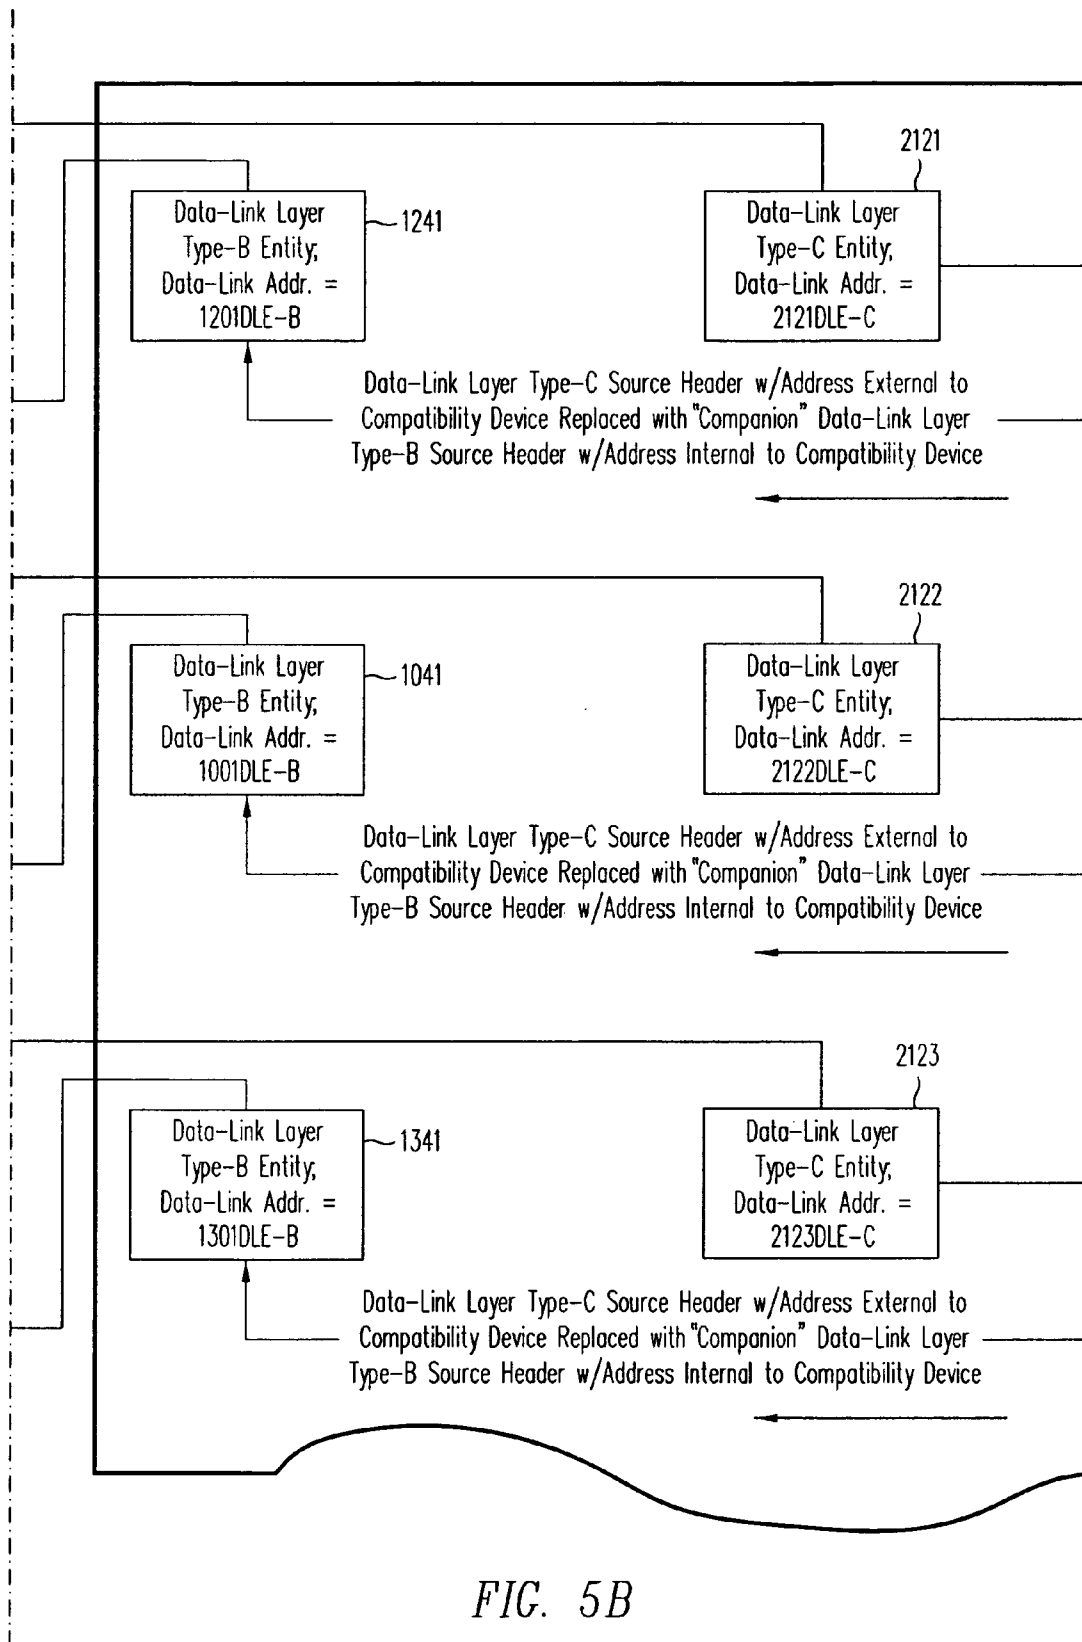 2121
Data-Link Layer
Type-B Entity;
Data-Link Addr. =
1201DLE-B
1241
Data-Link Layer
Type-C Entity;
Data-Link Addr. =
2121DLE-C
Data-Link Layer Type-C Source Header w/Address External to
Compatibility Device Replaced with "Companion" Data-Link Layer
Type-B Source Header w/Address Internal to Compatibility Device
2122
Data-Link Layer
Type-B Entity;
Data-Link Addr. =
1001DLE-B
1041
Data-Link Layer
Type-C Entity;
Data-Link Addr. =
2122DLE-C
Data-Link Layer Type-C Source Header w/Address External to
Compatibility Device Replaced with "Companion" Data-Link Layer
Type-B Source Header w/Address Internal to Compatibility Device
2123
Data-Link Layer
Type-B Entity;
Data-Link Addr. =
1301DLE-B
1341
Data-Link Layer
Type-C Entity;
Data-Link Addr. =
2123DLE-C
Data-Link Layer Type-C Source Header w/Address External to
Compatibility Device Replaced with "Companion" Data-Link Layer
Type-B Source Header w/Address Internal to Compatibility Device
FIG. 5B